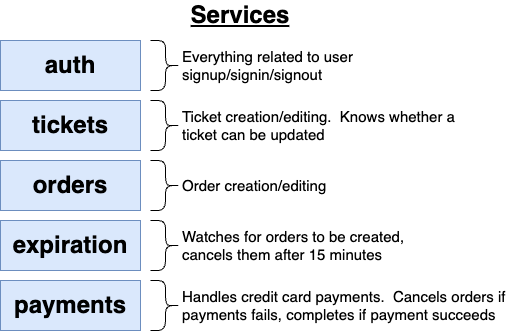 Services
auth
Everything related to user
signup/signin/signout
tickets
Ticket creation/editing.  Knows whether a
ticket can be updated
orders
Order creation/editing
expiration
Watches for orders to be created,
cancels them after 15 minutes
payments
Handles credit card payments.  Cancels orders if
payments fails, completes if payment succeeds